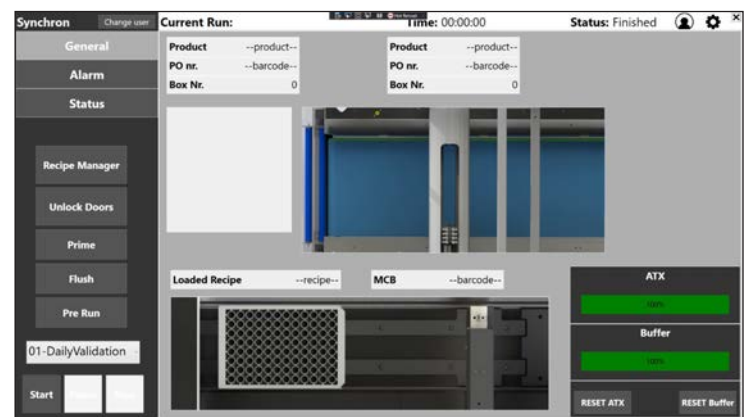 Synchron Change user Current Run: Time: 00:00:00 Status: Finished
General
Alarm
Status
Product --product--
PO nr. --barcode--
Box Nr. 0
Product --product--
PO nr. --barcode--
Box Nr. 0
Recipe Manager
Unlock Doors
Prime
Flush
Pre Run
01-DailyValidation
Start
Loaded Recipe --recipe-- MCB --barcode--
ATX
100%
Buffer
100%
RESET ATX RESET Buffer